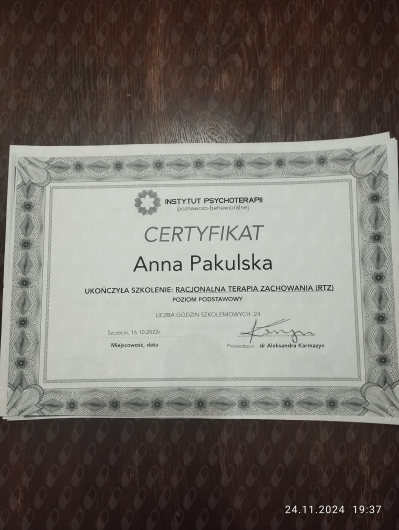 INSTYTUT PSYCHOTERAPII
poznawczo-behawioralnej
CERTYFIKAT
Anna Pakulska
UKOŃCZYŁA SZKOLENIE: RACJONALNA TERAPIA ZACHOWANIA (RTZ)
POZIOM PODSTAWOWY
LICZBA GODZIN SZKOLENIOWYCH: 24
Szczecin, 16.10.2022r.
Miejscowość, data
Prowadząca - dr Aleksandra Karmazyn
24.11.2024 19:37